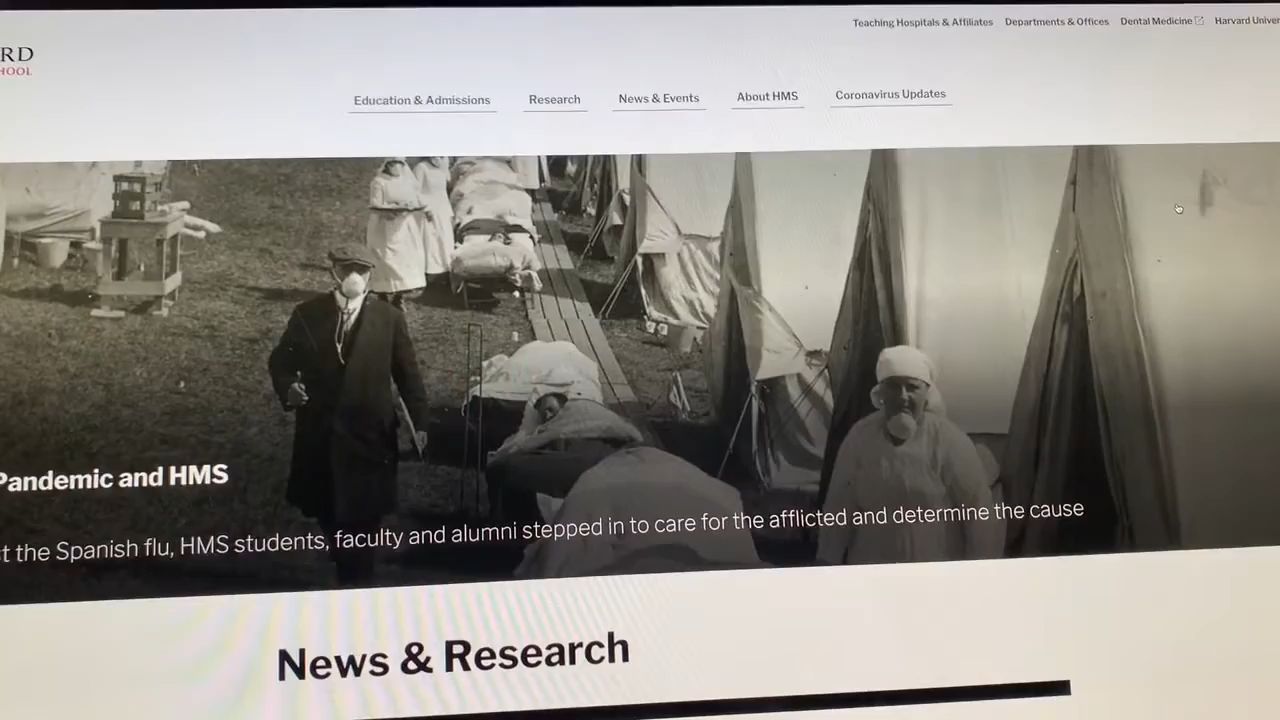 Teaching Hospitals & Affiliates Departments & Offices Dental Medicine Harvard Univer
RD
HOOL
Education & Admissions Research News & Events About HMS Coronavirus Updates
Pandemic and HMS
t the Spanish flu, HMS students, faculty and alumni stepped in to care for the afflicted and determine the cause
News & Research